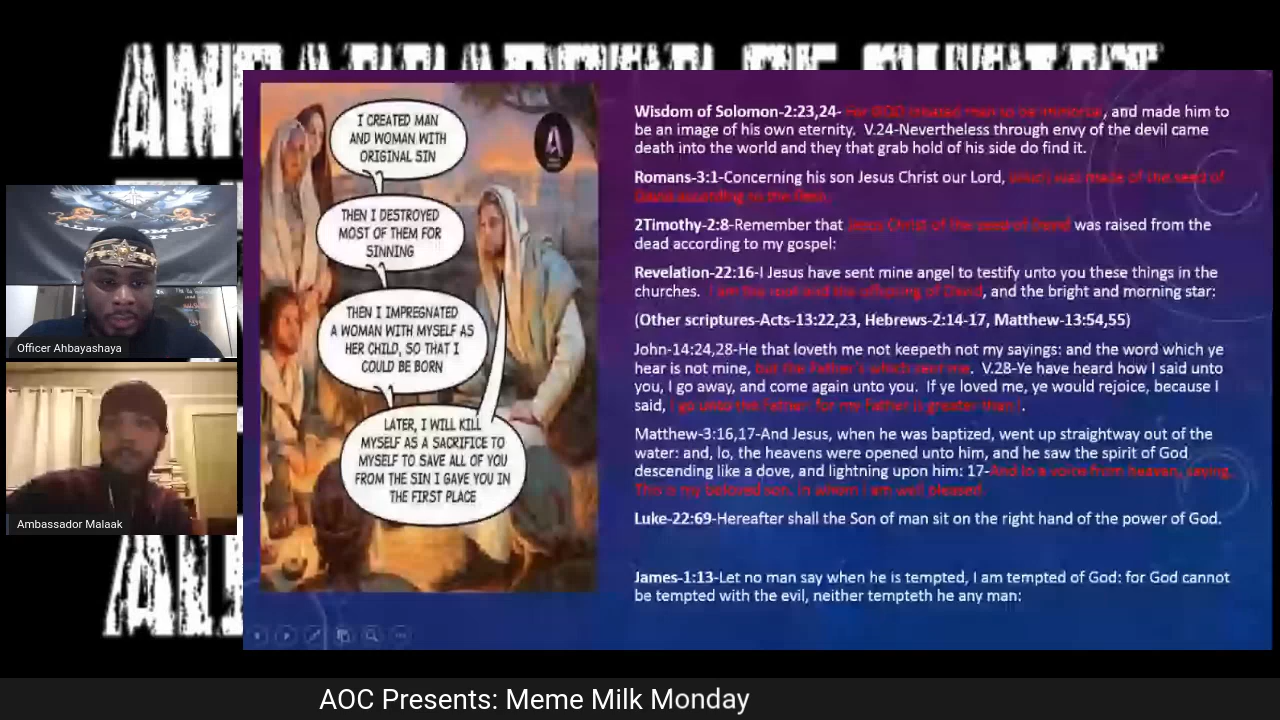 I CREATED MAN
AND WOMAN WITH
ORIGINAL SIN
THEN I DESTROYED
MOST OF THEM FOR
SINNING
THEN I IMPREGNATED
A WOMAN WITH MYSELF AS
HER CHILD, SO THAT I
COULD BE BORN
LATER, I WILL KILL
MYSELF AS A SACRIFICE TO
MYSELF TO SAVE ALL OF YOU
FROM THE SIN I GAVE YOU IN
THE FIRST PLACE
Wisdom of Solomon-2:23,24- For GOD created man to be immortal, and made him to
be an image of his own eternity. V.24-Nevertheless through envy of the devil came
death into the world and they that grab hold of his side do find it.
Romans-3:1-Concerning his son Jesus Christ our Lord, which was made of the seed of
David according to the flesh.
2Timothy-2:8-Remember that Jesus Christ of the seed of David was raised from the
dead according to my gospel:
Revelation-22:16-I Jesus have sent mine angel to testify unto you these things in the
churches. I am the root and the offspring of David, and the bright and morning star:
(Other scriptures-Acts-13:22,23, Hebrews-2:14-17, Matthew-13:54,55)
John-14:24,28-He that loveth me not keepeth not my sayings: and the word which ye
hear is not mine, but the Father's which sent me. V.28-Ye have heard how I said unto
you, I go away, and come again unto you. If ye loved me, ye would rejoice, because I
said, I go unto the Father: for my Father is greater than I.
Matthew-3:16,17-And Jesus, when he was baptized, went up straightway out of the
water: and, lo, the heavens were opened unto him, and he saw the spirit of God
descending like a dove, and lightning upon him: 17-And lo a voice from heaven, saying,
This is my beloved son, in whom I am well pleased.
Luke-22:69-Hereafter shall the Son of man sit on the right hand of the power of God.
James-1:13-Let no man say when he is tempted, I am tempted of God: for God cannot
be tempted with the evil, neither tempteth he any man:
Officer Ahbayashaya
Ambassador Malaak
AOC Presents: Meme Milk Monday